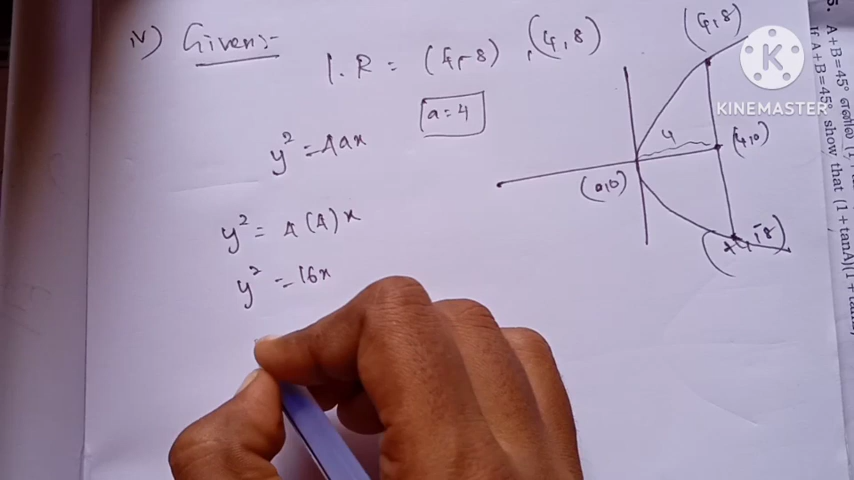 iv) Given:-
l. R = (4,-8) , (4,8)
a = 4
y² = 4ax
y² = 4(4)x
y² = 16x
(4,8)
4
(4,0)
(0,0)
(4,-8)
K
KINEMASTER
5. A+B=45°
If A+B=45°, show that (1+tanA)(1+